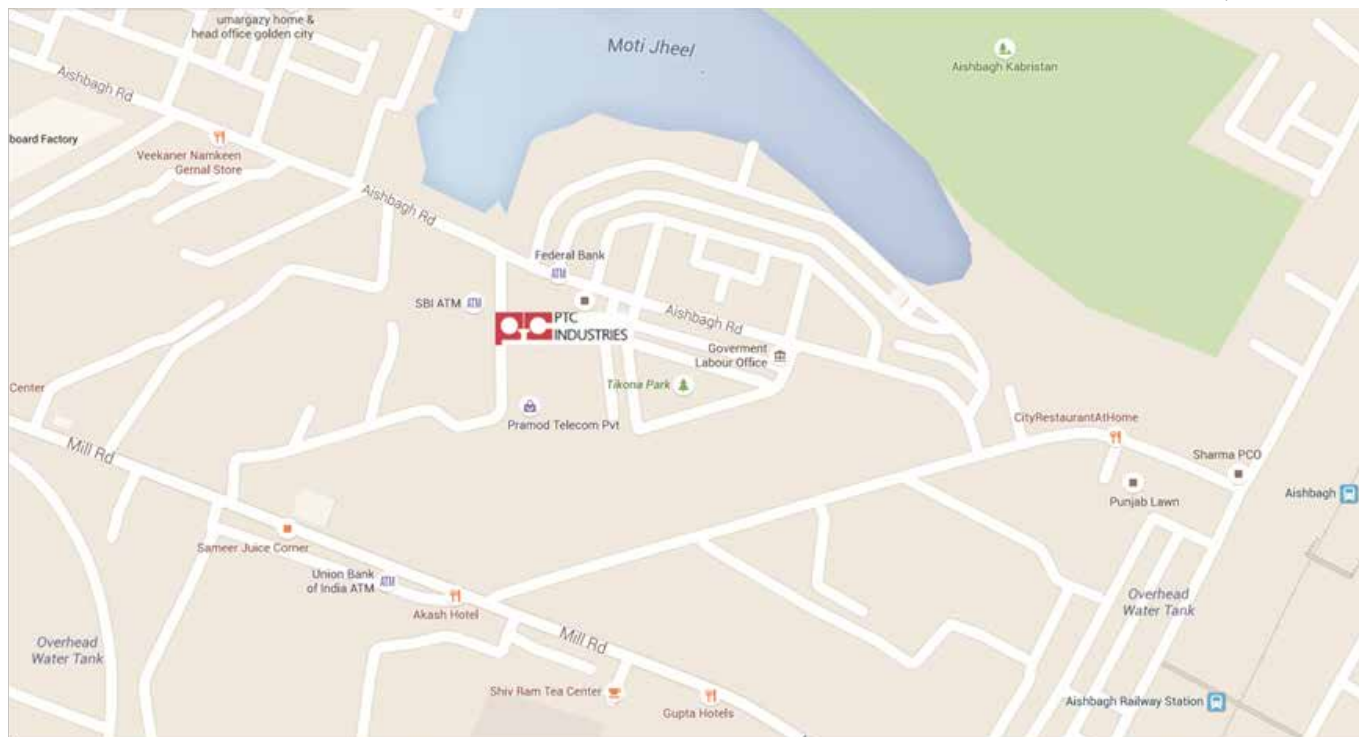 umargazy home &
head office golden city
Moti Jheel
Aishbagh Kabristan
Aishbagh Rd
board Factory
Veekaner Namkeen
Gernal Store
Aishbagh Rd
Federal Bank
ATM
SBI ATM ATM
PTC
INDUSTRIES
Aishbagh Rd
Goverment
Labour Office
Tikona Park
Center
Pramod Telecom Pvt
CityRestaurantAtHome
Mill Rd
Sharma PCO
Aishbagh
Punjab Lawn
Sameer Juice Corner
Union Bank
of India ATM ATM
Akash Hotel
Overhead
Water Tank
Overhead
Water Tank
Mill Rd
Shiv Ram Tea Center
Gupta Hotels
Aishbagh Railway Station